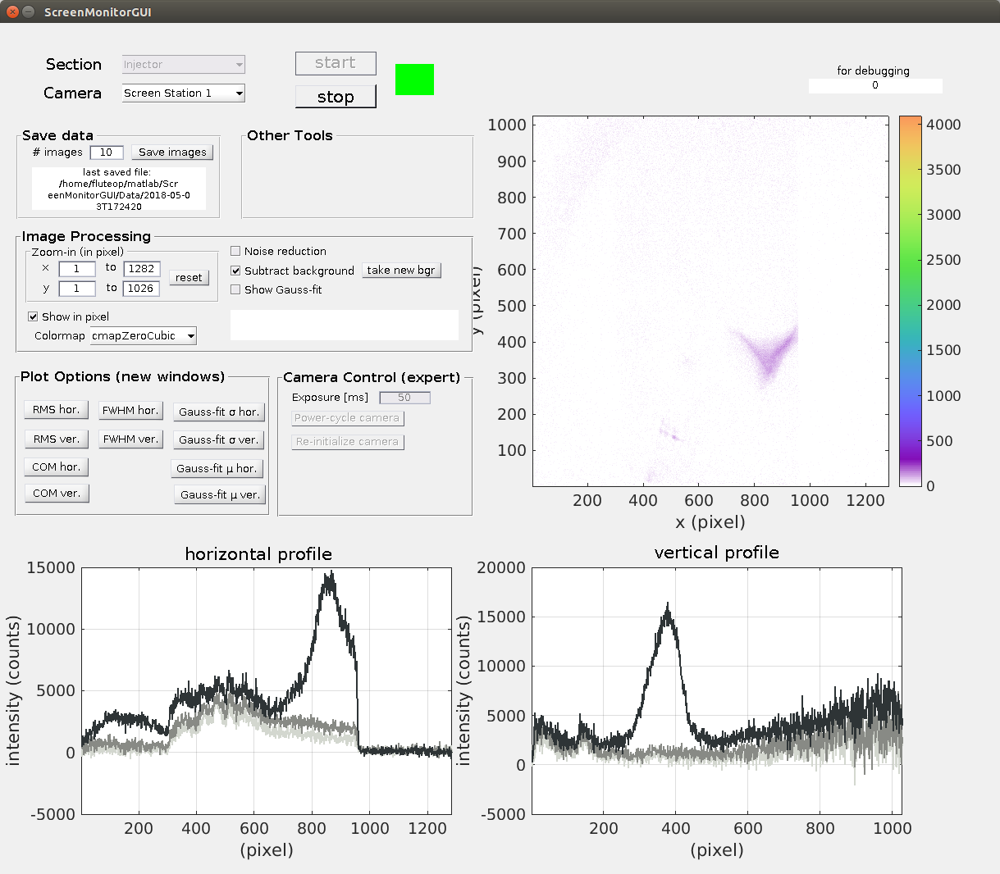 ScreenMonitorGUI
Section
Injector
start
Camera
Screen Station 1
stop
for debugging
0
Save data
# images
10
Save images
last saved file:
/home/fluteop/matlab/Scr
eenMonitorGUI/Data/2018-05-0
3T172420
Other Tools
Image Processing
Zoom-in (in pixel)
x
1
to
1282
y
1
to
1026
reset
Noise reduction
Subtract background
take new bgr
Show Gauss-fit
Show in pixel
Colormap
cmapZeroCubic
Plot Options (new windows)
RMS hor.
FWHM hor.
Gauss-fit σ hor.
RMS ver.
FWHM ver.
Gauss-fit σ ver.
COM hor.
Gauss-fit μ hor.
COM ver.
Gauss-fit μ ver.
Camera Control (expert)
Exposure [ms]
50
Power-cycle camera
Re-initialize camera
y (pixel)
1000
900
800
700
600
500
400
300
200
100
200
400
600
800
1000
1200
x (pixel)
4000
3500
3000
2500
2000
1500
1000
500
0
horizontal profile
intensity (counts)
15000
10000
5000
0
-5000
200
400
600
800
1000
1200
(pixel)
vertical profile
intensity (counts)
20000
15000
10000
5000
0
-5000
200
400
600
800
1000
(pixel)